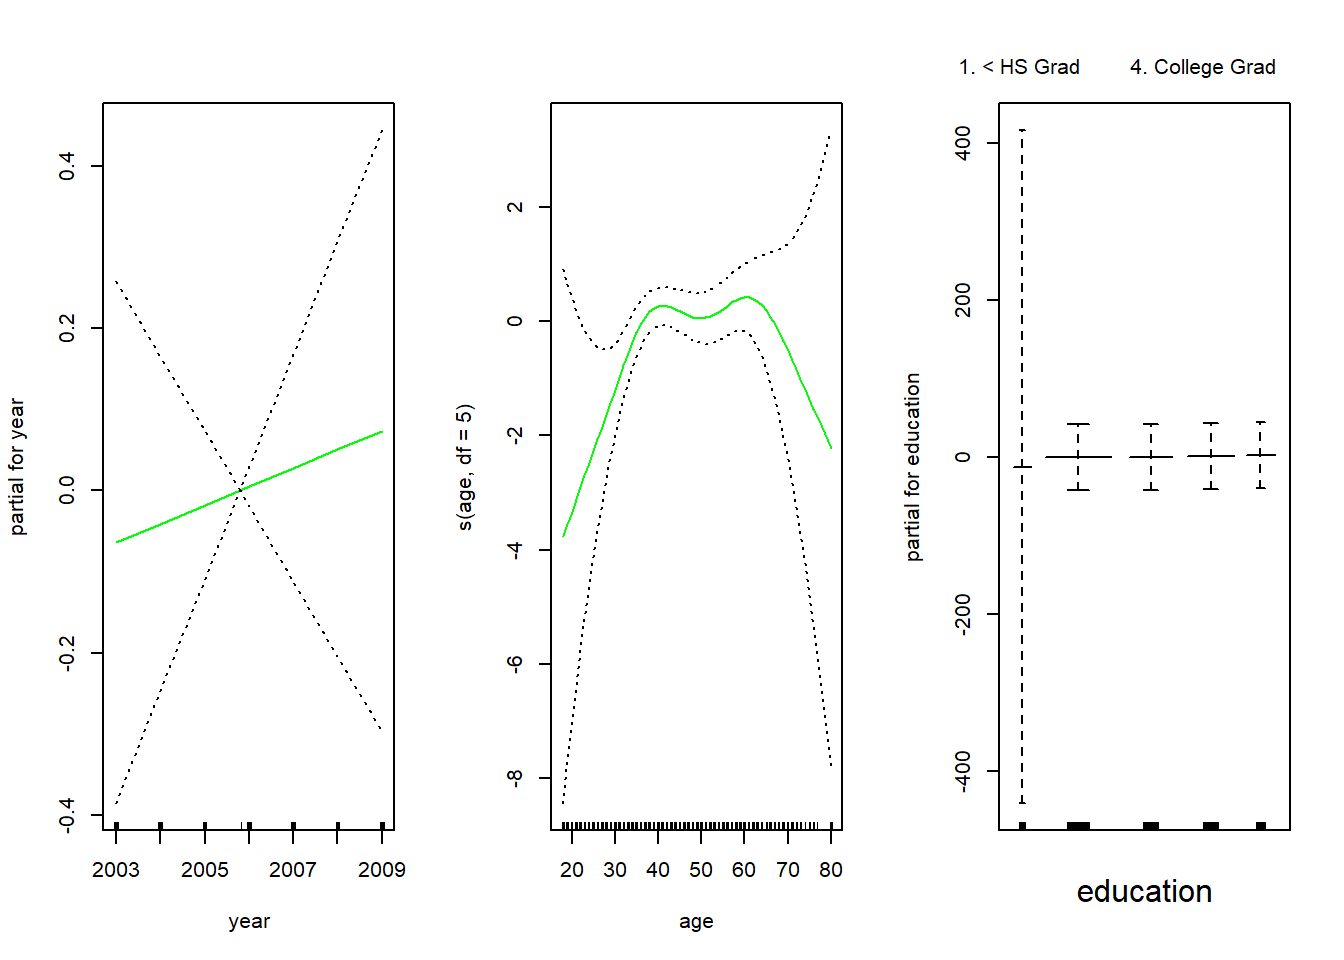 1. < HS Grad 4. College Grad
partial for year
0.4
0.2
0.0
-0.2
-0.4
2003 2005 2007 2009
year
s(age, df = 5)
2
0
-2
-4
-6
-8
20 30 40 50 60 70 80
age
partial for education
400
200
0
-200
-400
education